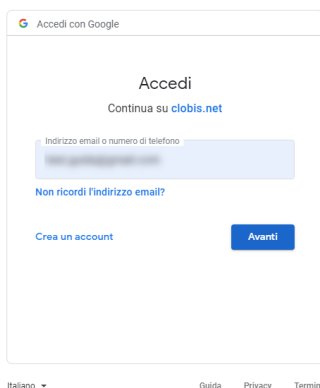 Accedi con Google
Accedi
Continua su clobis.net
Indirizzo email o numero di telefono
Non ricordi l'indirizzo email?
Crea un account
Avanti
Italiano
Guida Privacy Termin